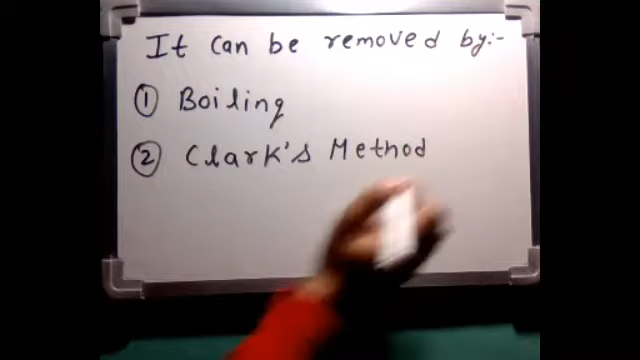 It can be removed by:-
① Boiling
② Clark's Method